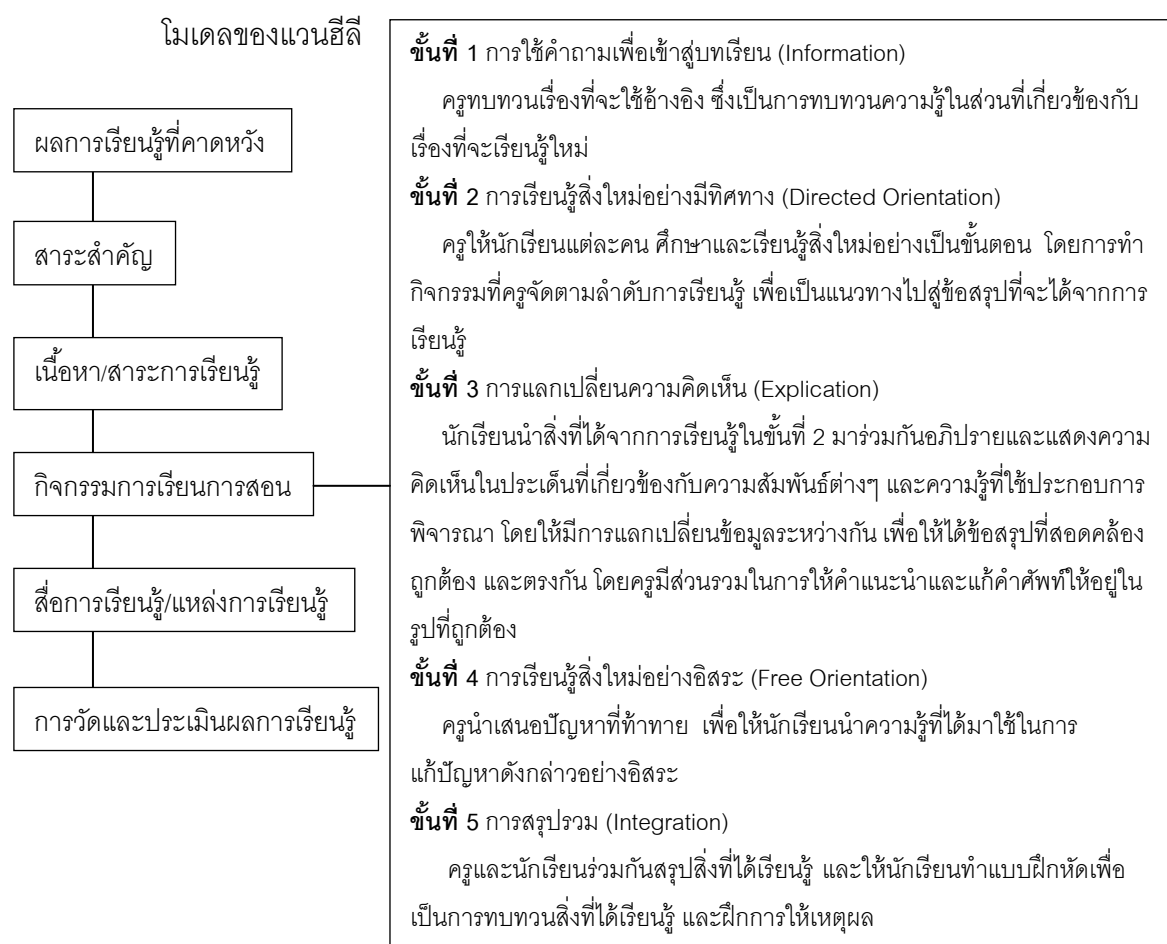 โมเดลของแวนฮีลี
ผลการเรียนรู้ที่คาดหวัง
สาระสำคัญ
เนื้อหา/สาระการเรียนรู้
กิจกรรมการเรียนการสอน
สื่อการเรียนรู้/แหล่งการเรียนรู้
การวัดและประเมินผลการเรียนรู้
ขั้นที่ 1 การใช้คำถามเพื่อเข้าสู่บทเรียน (Information)
ครูทบทวนเรื่องที่จะใช้อ้างอิง ซึ่งเป็นการทบทวนความรู้ในส่วนที่เกี่ยวข้องกับ
เรื่องที่จะเรียนรู้ใหม่
ขั้นที่ 2 การเรียนรู้สิ่งใหม่อย่างมีทิศทาง (Directed Orientation)
ครูให้นักเรียนแต่ละคน ศึกษาและเรียนรู้สิ่งใหม่อย่างเป็นขั้นตอน โดยการทำ
กิจกรรมที่ครูจัดตามลำดับการเรียนรู้ เพื่อเป็นแนวทางไปสู่ข้อสรุปที่จะได้จากการ
เรียนรู้
ขั้นที่ 3 การแลกเปลี่ยนความคิดเห็น (Explication)
นักเรียนนำสิ่งที่ได้จากการเรียนรู้ในขั้นที่ 2 มาร่วมกันอภิปรายและแสดงความ
คิดเห็นในประเด็นที่เกี่ยวข้องกับความสัมพันธ์ต่างๆ และความรู้ที่ใช้ประกอบการ
พิจารณา โดยให้มีการแลกเปลี่ยนข้อมูลระหว่างกัน เพื่อให้ได้ข้อสรุปที่สอดคล้อง
ถูกต้อง และตรงกัน โดยครูมีส่วนรวมในการให้คำแนะนำและแก้คำศัพท์ให้อยู่ใน
รูปที่ถูกต้อง
ขั้นที่ 4 การเรียนรู้สิ่งใหม่อย่างอิสระ (Free Orientation)
ครูนำเสนอปัญหาที่ท้าทาย เพื่อให้นักเรียนนำความรู้ที่ได้มาใช้ในการ
แก้ปัญหาดังกล่าวอย่างอิสระ
ขั้นที่ 5 การสรุปรวม (Integration)
ครูและนักเรียนร่วมกันสรุปสิ่งที่ได้เรียนรู้ และให้นักเรียนทำแบบฝึกหัดเพื่อ
เป็นการทบทวนสิ่งที่ได้เรียนรู้ และฝึกการให้เหตุผล